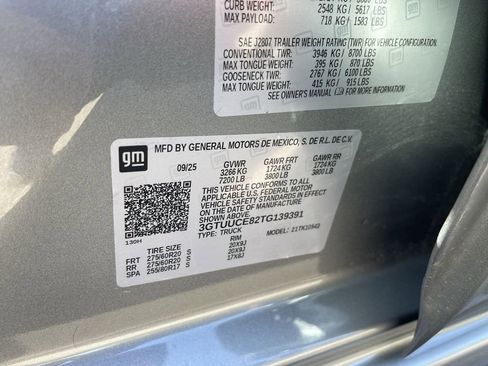 CURB WEIGHT: 2548 KG / 5617 LBS
MAX PAYLOAD: 718 KG / 1583 LBS
SAE J2807 TRAILER WEIGHT RATING (TWR) FOR CURRENT CONFIGURATION:
CONVENTIONAL TWR: 3946 KG / 8700 LBS
MAX TONGUE WEIGHT: 395 KG / 870 LBS
GOOSENECK TWR: 2767 KG / 6100 LBS
MAX TONGUE WEIGHT: 415 KG / 915 LBS
SEE OWNER'S MANUAL FOR
gm
MFD BY GENERAL MOTORS DE MEXICO, S. DE R.L. DE C.V.
09/25 GVWR GAWR FRT GAWR RR
3266 KG 1724 KG 1724 KG
7200 LB 3800 LB 3800 LB
THIS VEHICLE CONFORMS TO ALL APPLICABLE
U.S. FEDERAL MOTOR VEHICLE SAFETY
STANDARDS IN EFFECT ON THE DATE OF MANUFACTURE
SHOWN ABOVE.
3GTUUCE82TG139391
TYPE: TRUCK MODEL: 21TK10543
130H
TIRE SIZE RIM
FRT 275/60R20 S 20X9J
RR 275/60R20 S 20X9J
SPA 255/80R17 S 17X8J